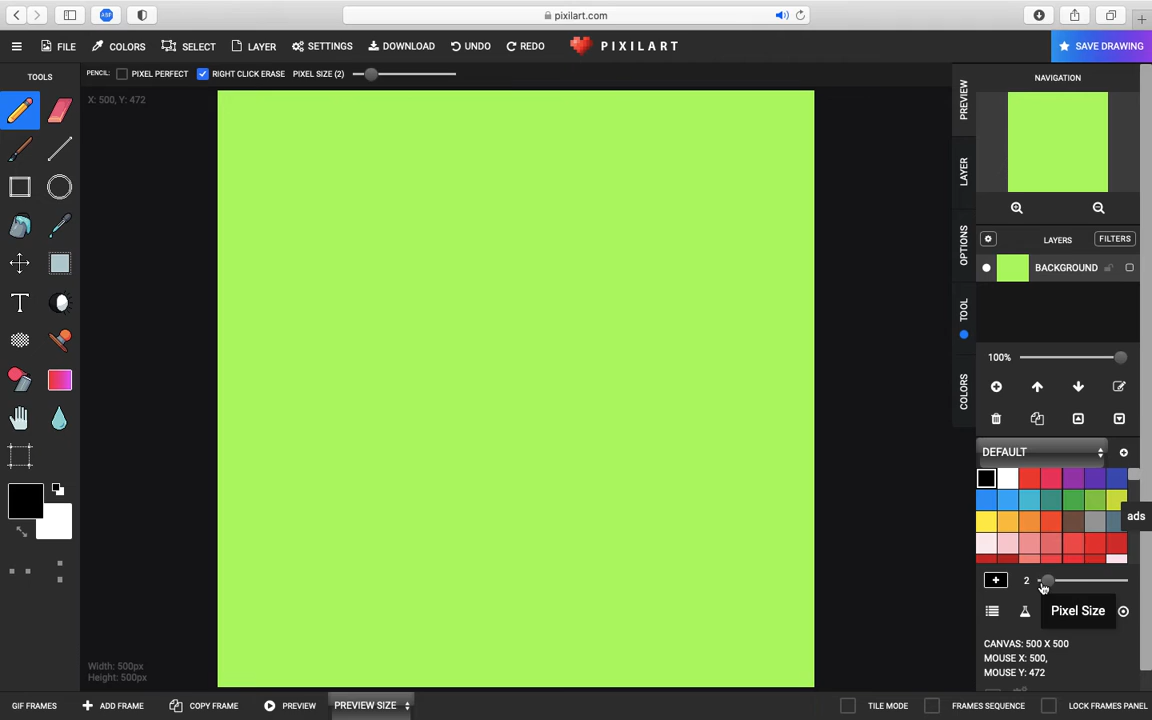 pixilart.com
FILE COLORS SELECT LAYER SETTINGS DOWNLOAD UNDO REDO PIXILART SAVE DRAWING
TOOLS
PENCIL: PIXEL PERFECT RIGHT CLICK ERASE PIXEL SIZE (2)
X: 500, Y: 472
Width: 500px
Height: 500px
PREVIEW
LAYER
OPTIONS
TOOL
COLORS
NAVIGATION
LAYERS FILTERS
BACKGROUND
100%
DEFAULT
ads
2
Pixel Size
CANVAS: 500 X 500
MOUSE X: 500,
MOUSE Y: 472
GIF FRAMES ADD FRAME COPY FRAME PREVIEW PREVIEW SIZE TILE MODE FRAMES SEQUENCE LOCK FRAMES PANEL